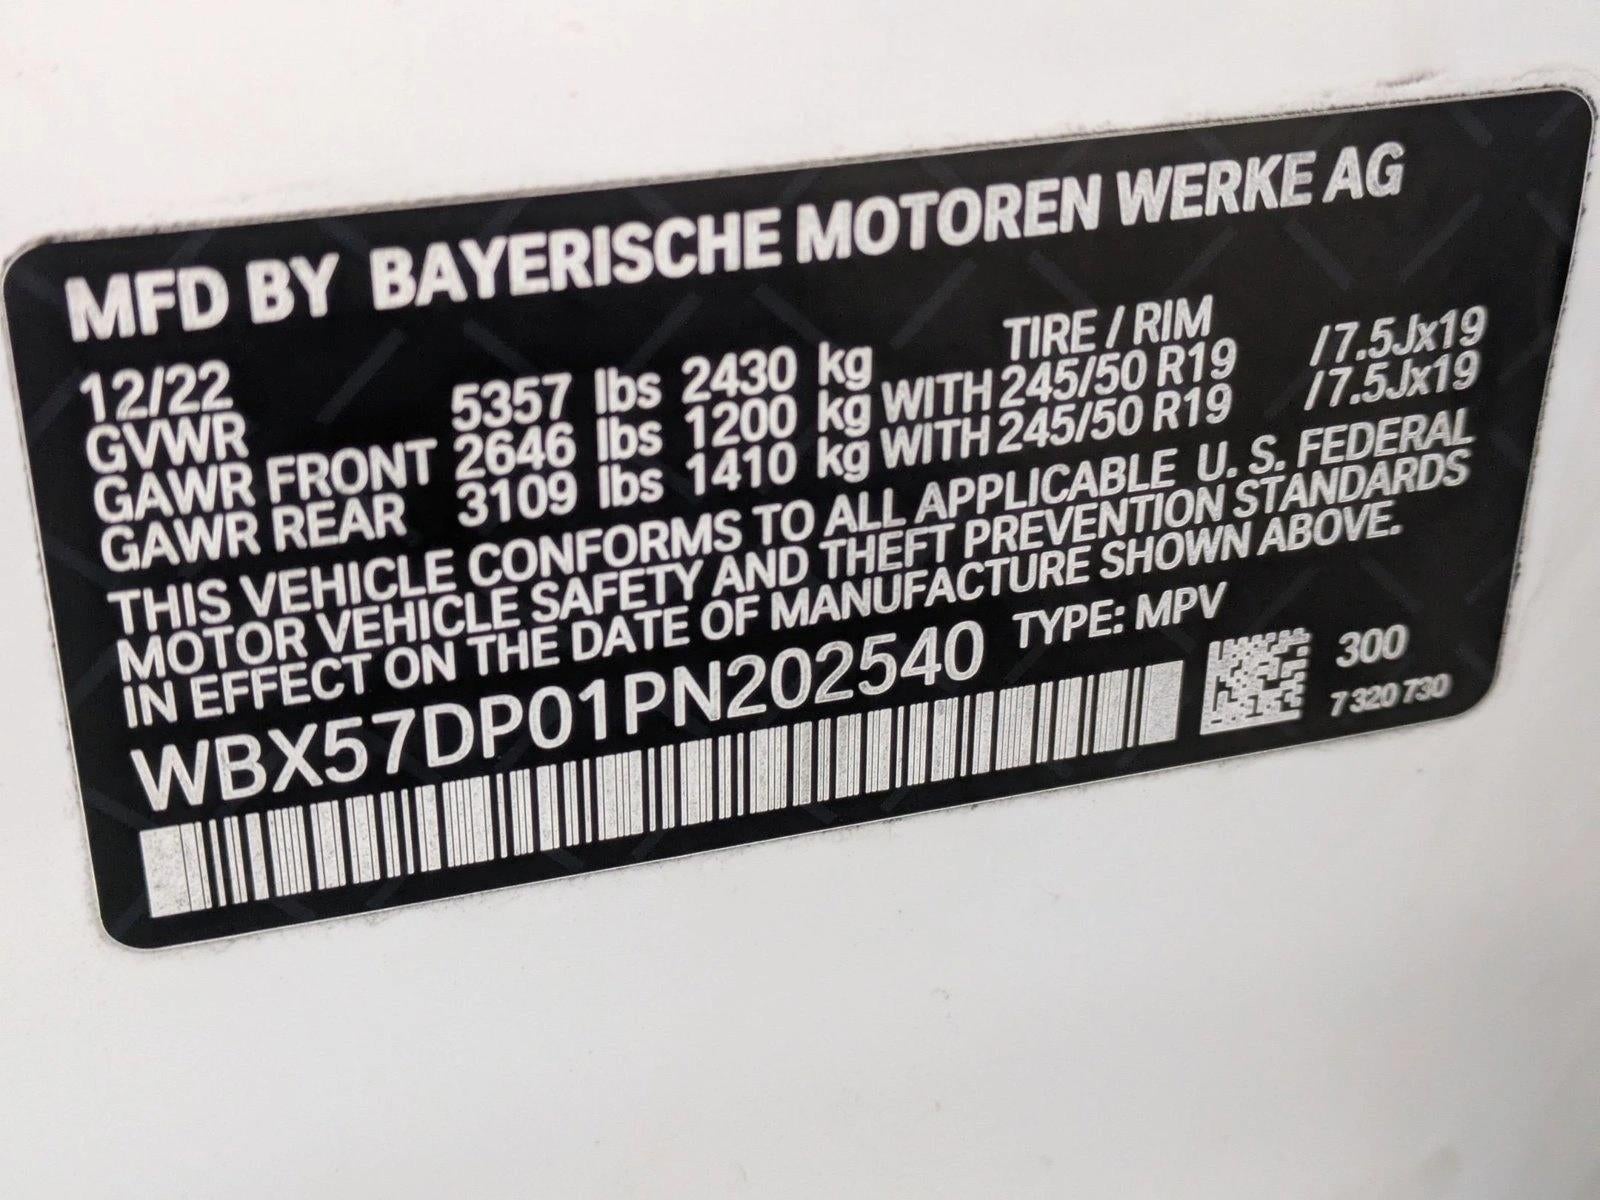 MFD BY BAYERISCHE MOTOREN WERKE AG
12/22 TIRE / RIM
GVWR 5357 lbs 2430 kg
GAWR FRONT 2646 lbs 1200 kg WITH 245/50 R19 /7.5Jx19
GAWR REAR 3109 lbs 1410 kg WITH 245/50 R19 /7.5Jx19
THIS VEHICLE CONFORMS TO ALL APPLICABLE U. S. FEDERAL
MOTOR VEHICLE SAFETY AND THEFT PREVENTION STANDARDS
IN EFFECT ON THE DATE OF MANUFACTURE SHOWN ABOVE.
WBX57DP01PN202540 TYPE: MPV
300
7 320 730